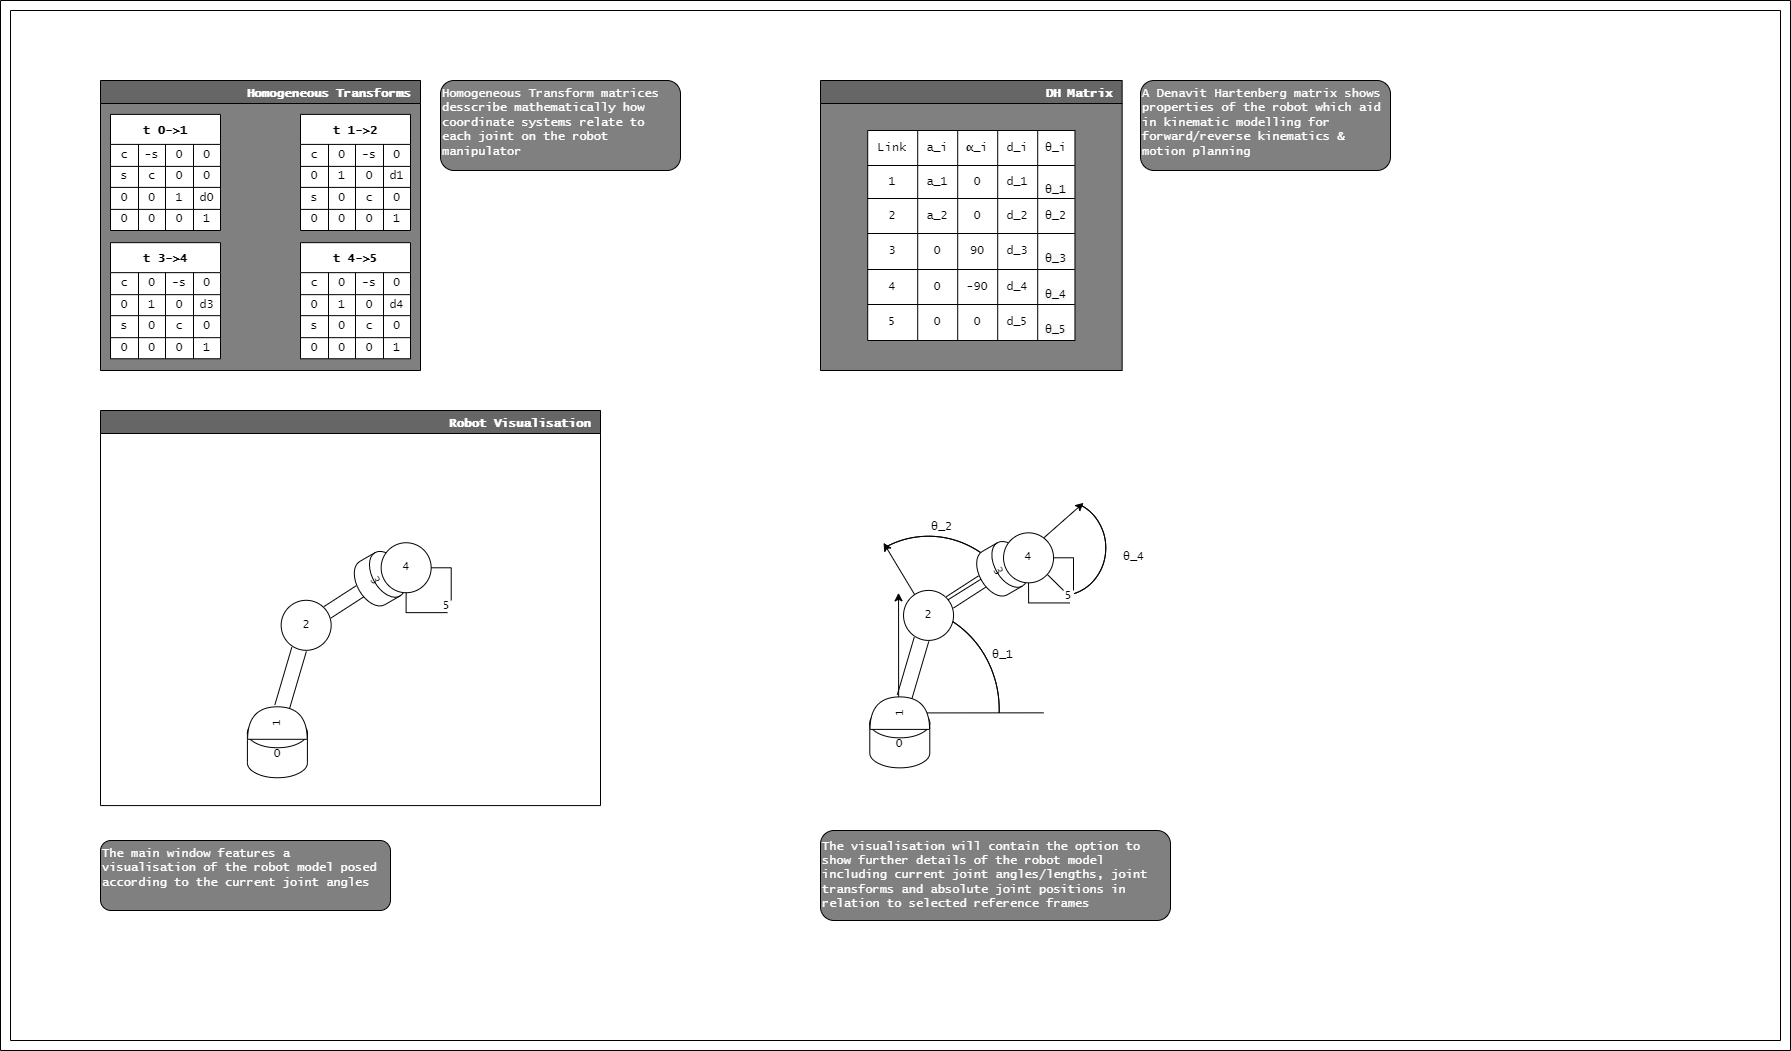 Homogeneous Transforms
t 0->1
c -s 0 0
s c 0 0
0 0 1 d0
0 0 0 1
t 1->2
c 0 -s 0
0 1 0 d1
s 0 c 0
0 0 0 1
t 3->4
c 0 -s 0
0 1 0 d3
s 0 c 0
0 0 0 1
t 4->5
c 0 -s 0
0 1 0 d4
s 0 c 0
0 0 0 1
Homogeneous Transform matrices
desscribe mathematically how
coordinate systems relate to
each joint on the robot
manipulator
DH Matrix
Link a_i α_i d_i θ_i
1 a_1 0 d_1 θ_1
2 a_2 0 d_2 θ_2
3 0 90 d_3 θ_3
4 0 -90 d_4 θ_4
5 0 0 d_5 θ_5
A Denavit Hartenberg matrix shows
properties of the robot which aid
in kinematic modelling for
forward/reverse kinematics &
motion planning
Robot Visualisation
4
3
5
2
1
0
θ_2
4
θ_4
3
5
2
θ_1
1
0
The main window features a
visualisation of the robot model posed
according to the current joint angles
The visualisation will contain the option to
show further details of the robot model
including current joint angles/lengths, joint
transforms and absolute joint positions in
relation to selected reference frames